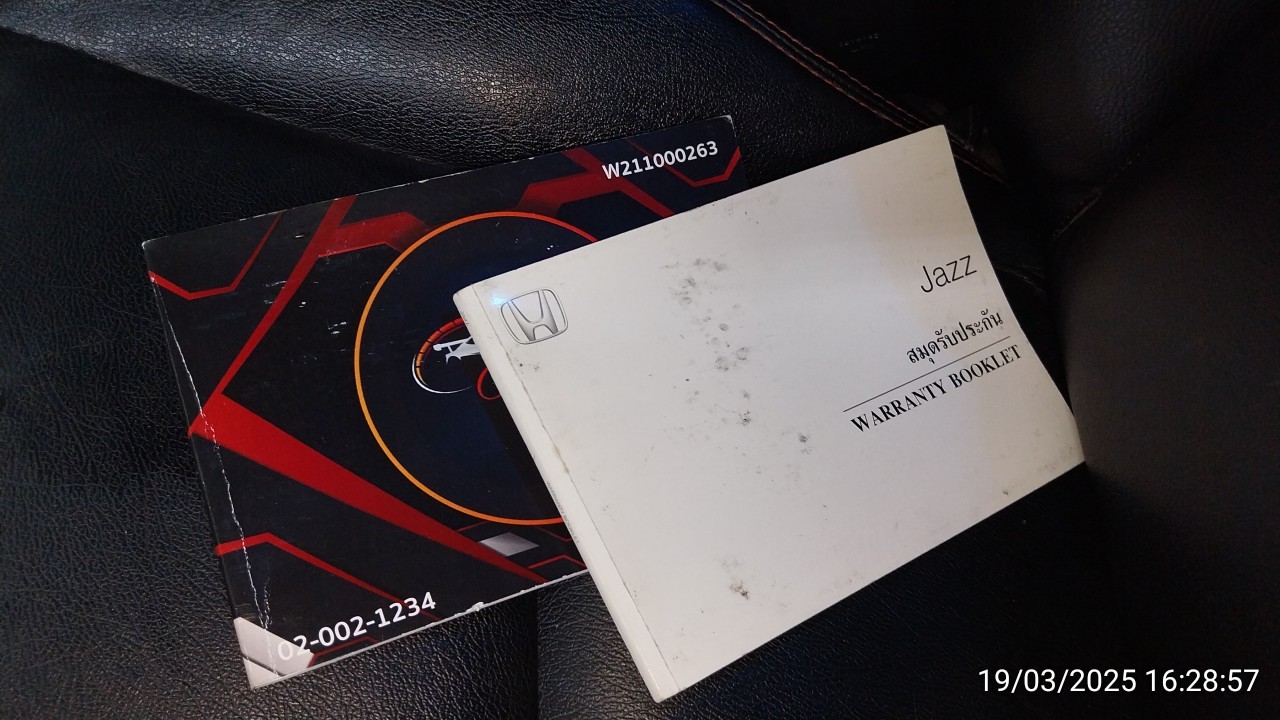 W211000263
Jazz
สมุดรับประกัน
WARRANTY BOOKLET
02-002-1234
19/03/2025 16:28:57